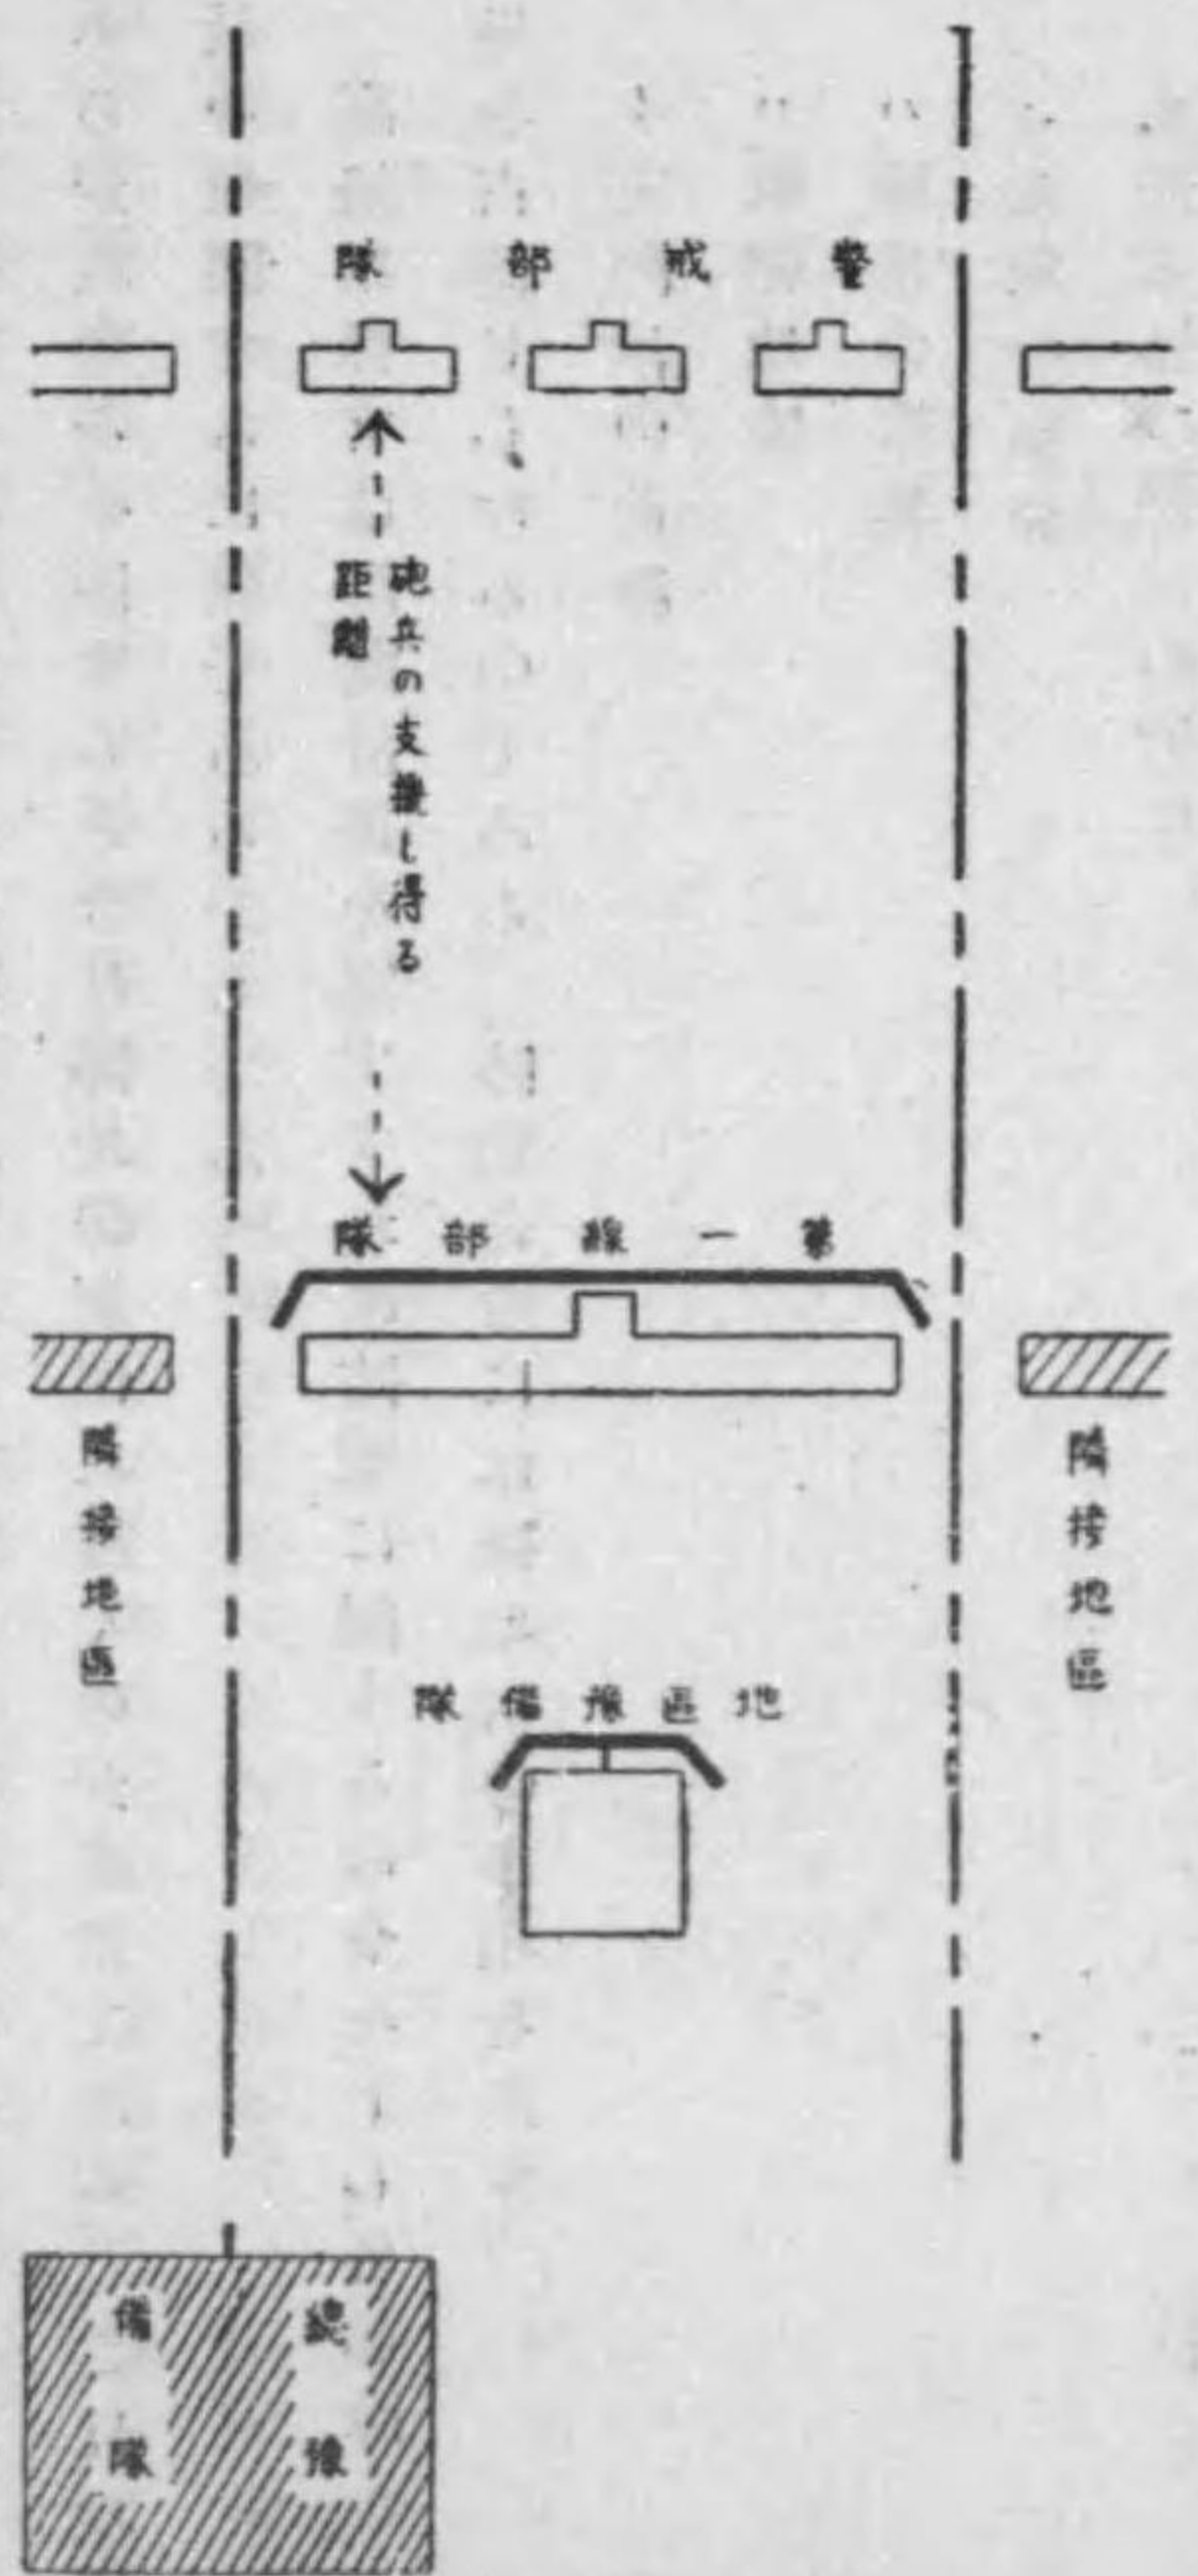 警戒部隊
砲兵の支援し得る
距離
第一線部隊
隣接地區
隣接地區
地區豫備隊
總豫
備隊